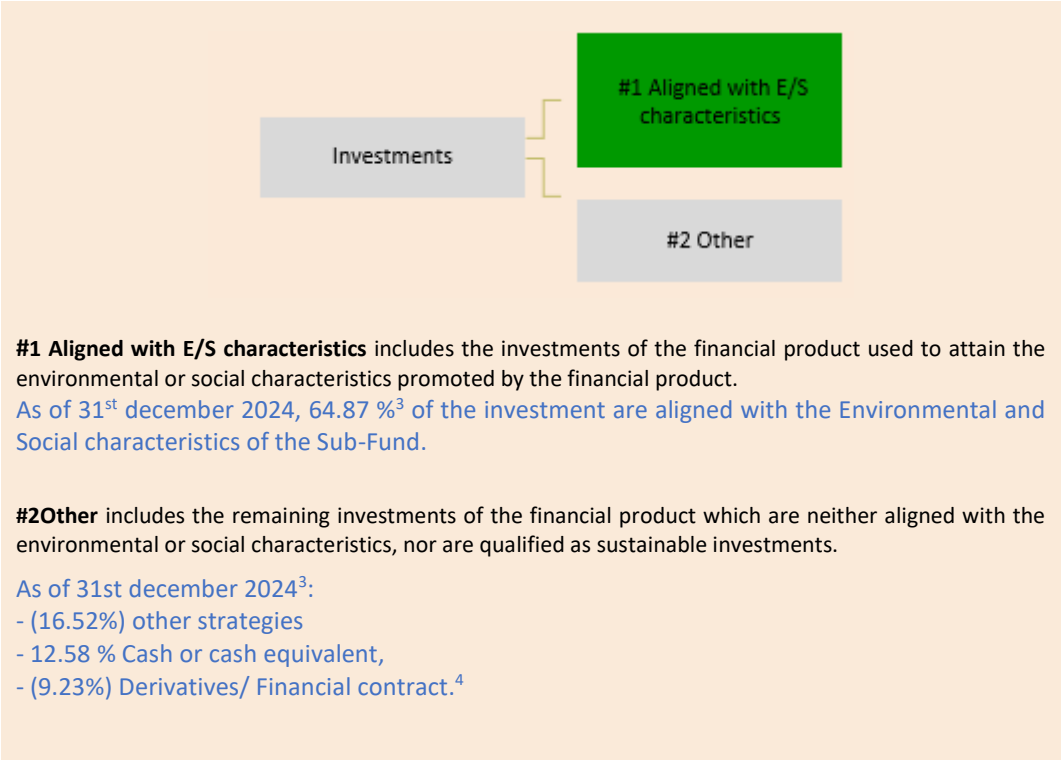 #1 Aligned with E/S
characteristics
Investments
#2 Other
#1 Aligned with E/S characteristics includes the investments of the financial product used to attain the
environmental or social characteristics promoted by the financial product.
As of 31st december 2024, 64.87 %3 of the investment are aligned with the Environmental and
Social characteristics of the Sub-Fund.
#2Other includes the remaining investments of the financial product which are neither aligned with the
environmental or social characteristics, nor are qualified as sustainable investments.
As of 31st december 20243:
- (16.52%) other strategies
- 12.58 % Cash or cash equivalent,
- (9.23%) Derivatives/ Financial contract.4